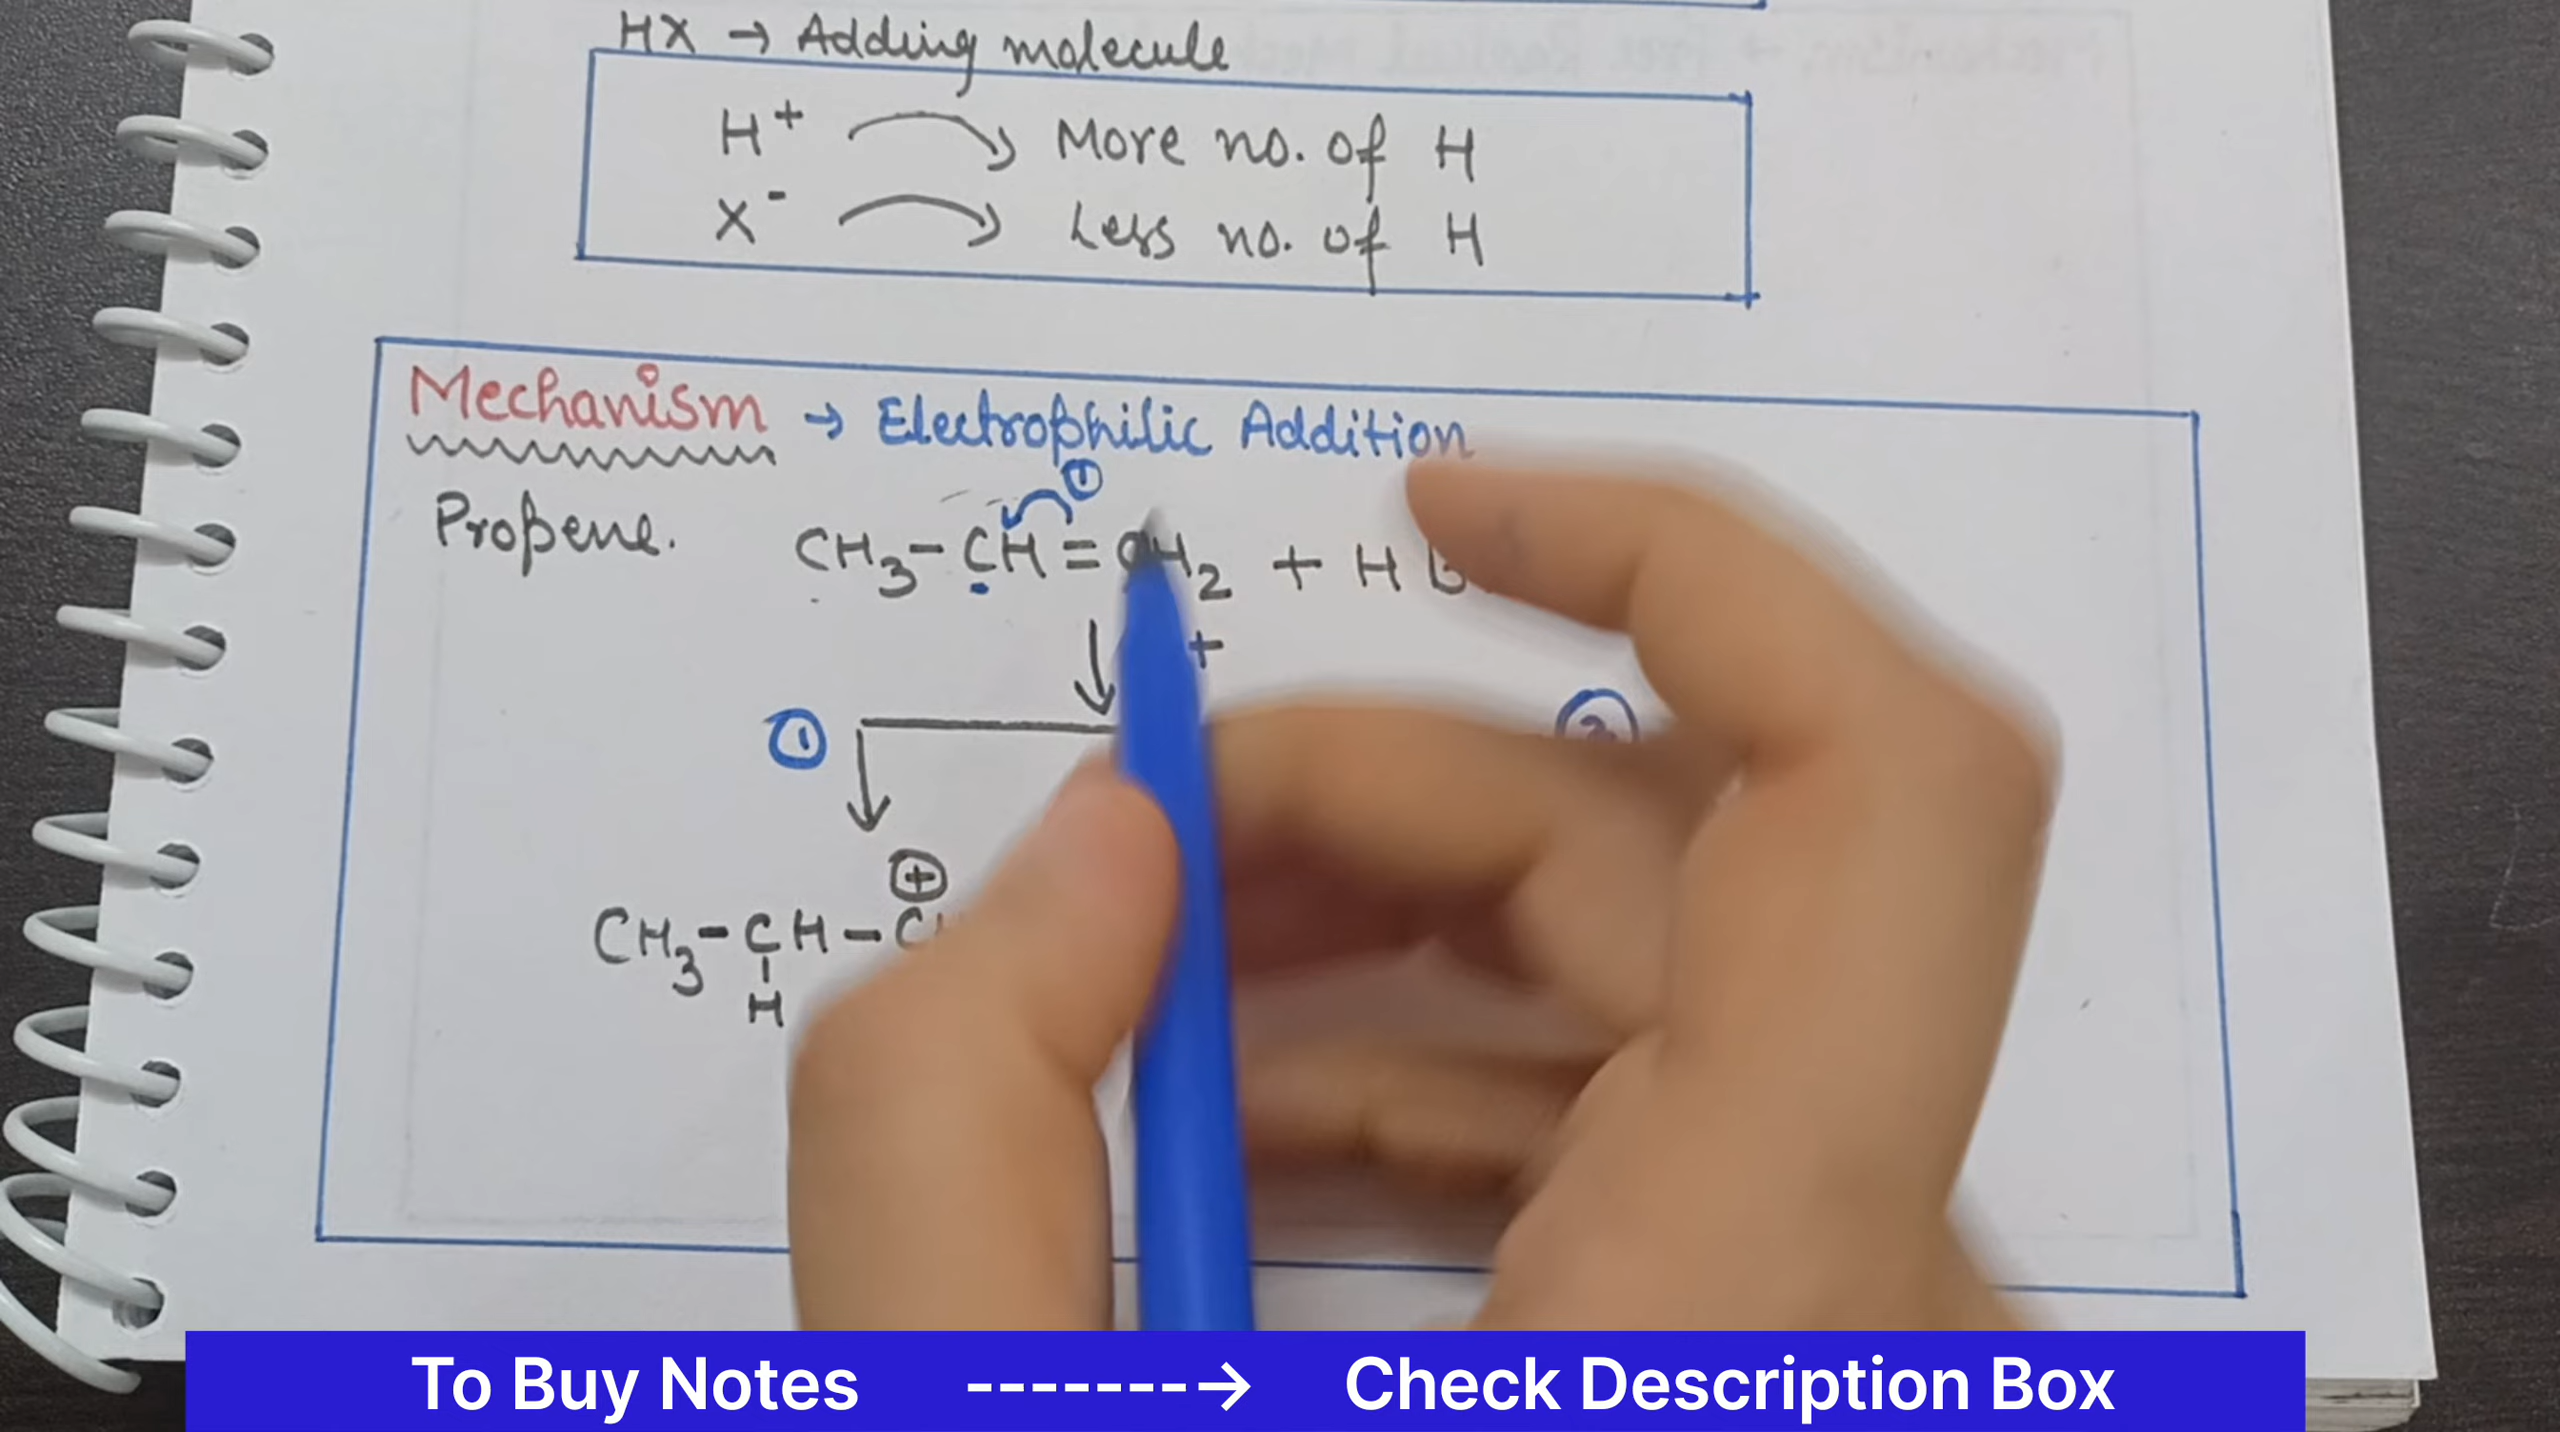 HX → Adding molecule
H⁺ → More no. of H
X⁻ → Less no. of H
Mechanism → Electrophilic Addition
①
Propene. CH₃-CH=CH₂ + H
+
①
⊕
CH₃-CH-
H
To Buy Notes -------→ Check Description Box